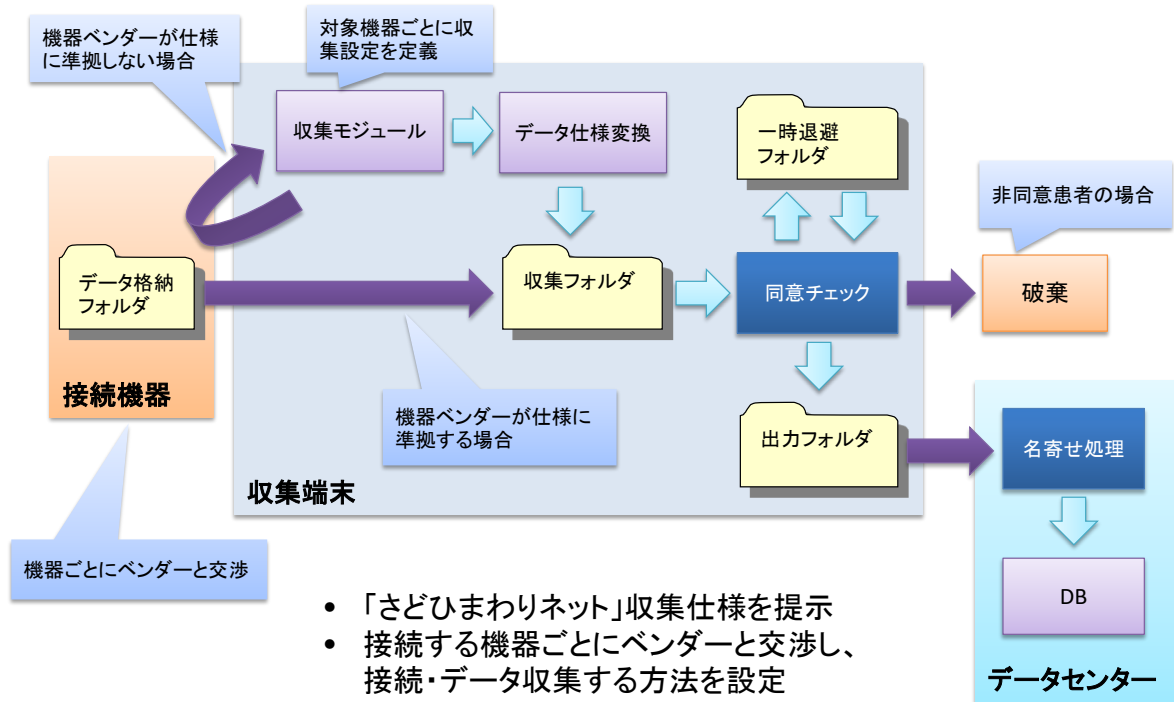 機器ベンダーが仕様
に準拠しない場合
対象機器ごとに収
集設定を定義
収集モジュール
データ仕様変換
一時退避
フォルダ
非同意患者の場合
データ格納
フォルダ
収集フォルダ
同意チェック
破棄
接続機器
機器ベンダーが仕様に
準拠する場合
出力フォルダ
名寄せ処理
収集端末
機器ごとにベンダーと交渉
DB
• 「さどひまわりネット」収集仕様を提示
• 接続する機器ごとにベンダーと交渉し、
接続・データ収集する方法を設定
データセンター